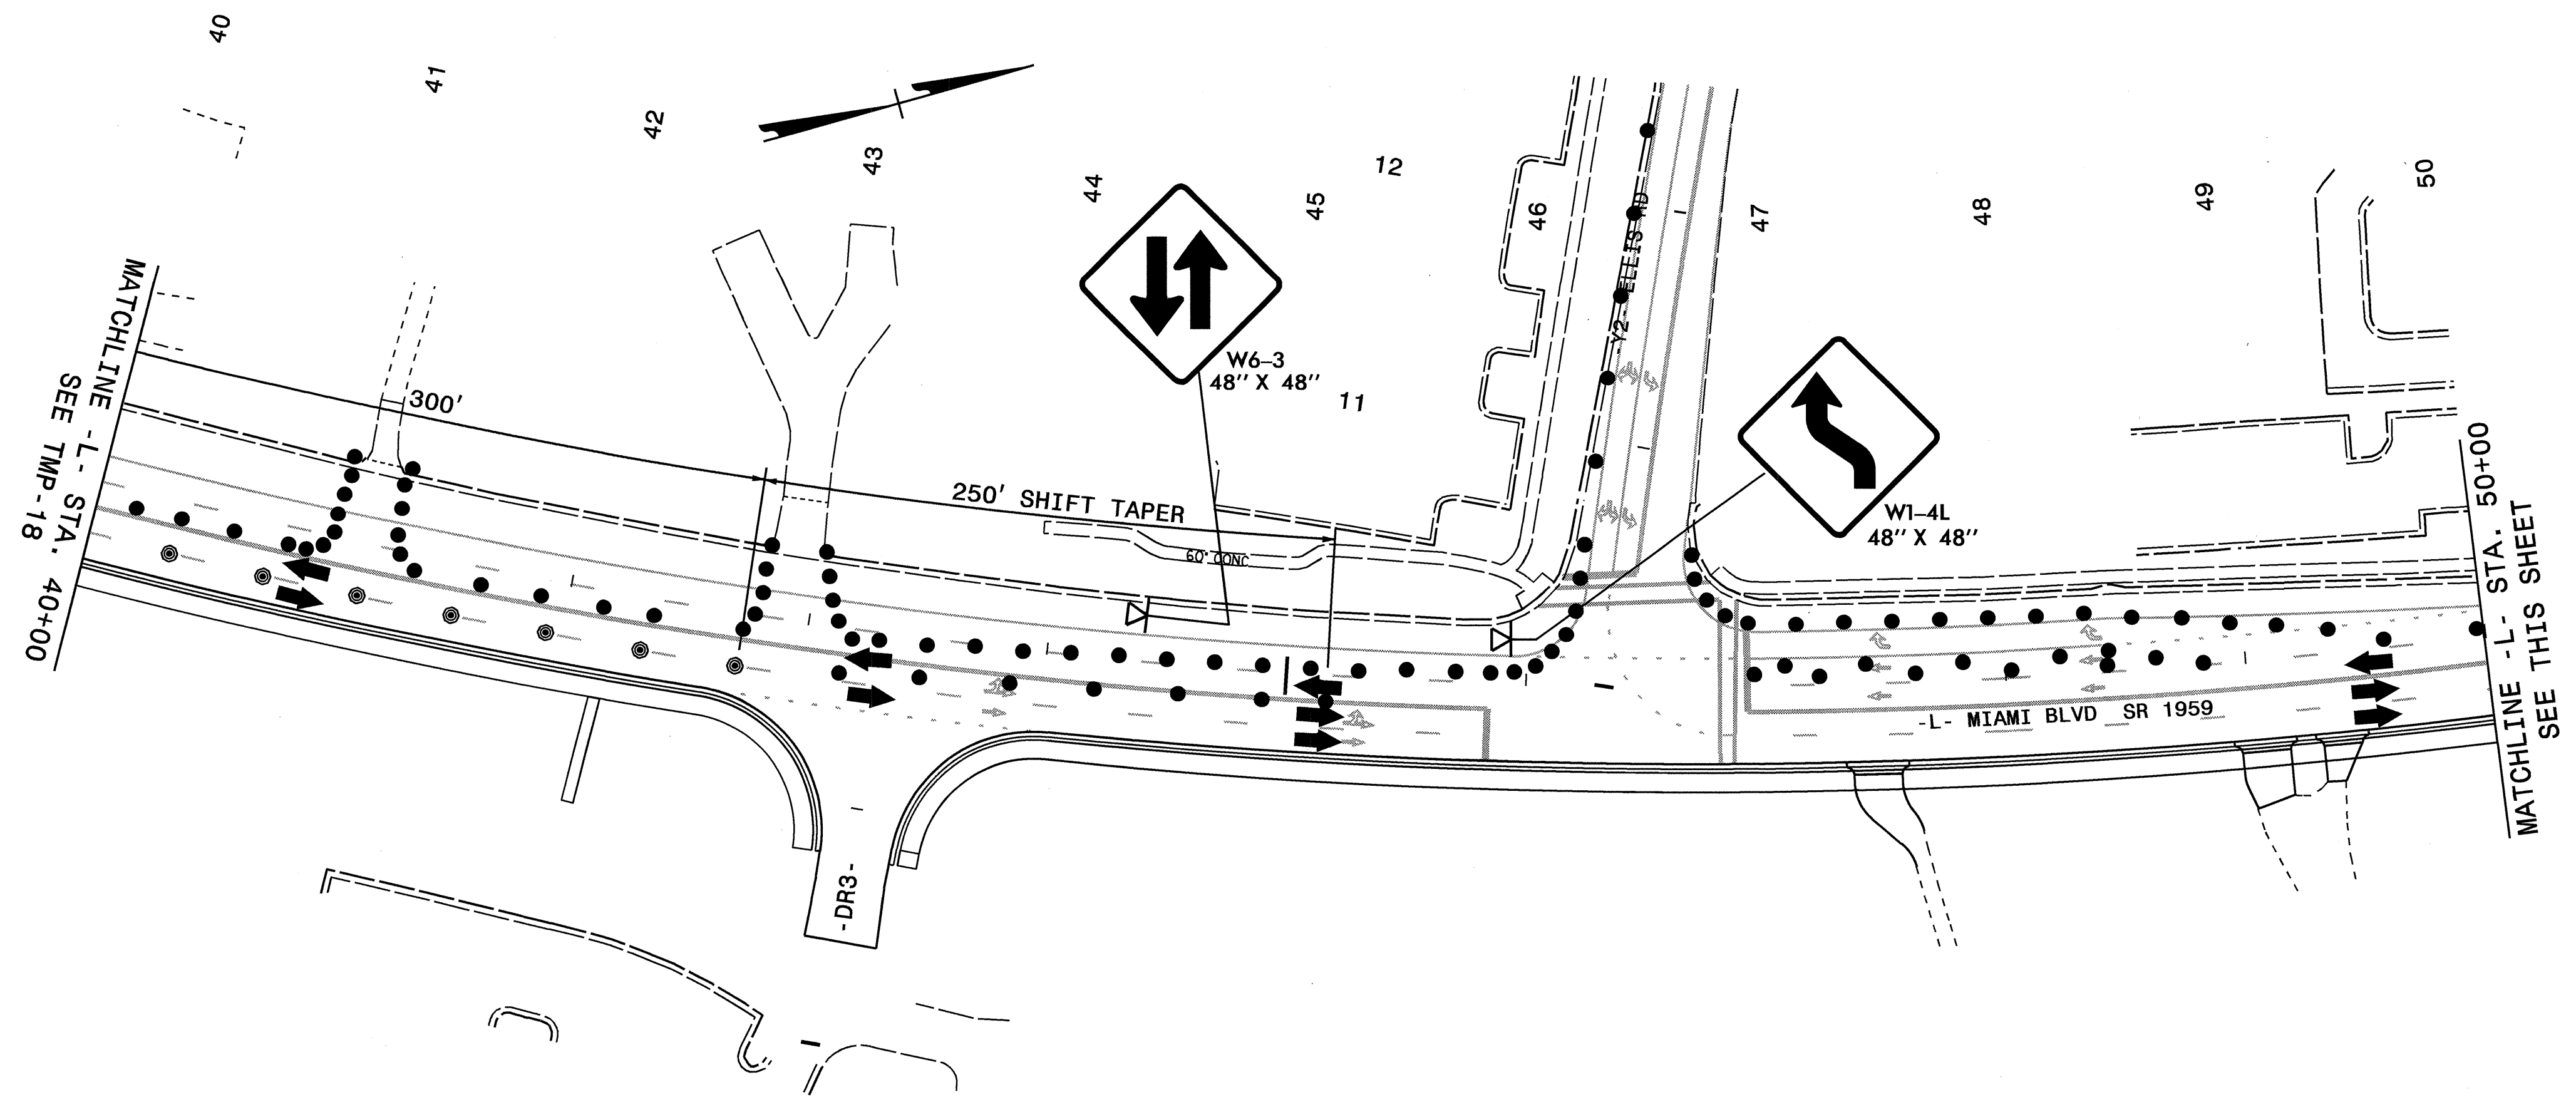 40
41
42
43
44
45
46
47
48
49
50
12
11
MATCHLINE -L- STA. 40+00
SEE TMP-18
300'
250' SHIFT TAPER
W6-3
48" X 48"
60" CONC
-Y2- ELLIS RD
W1-4L
48" X 48"
-L- MIAMI BLVD SR 1959
-DR3-
MATCHLINE -L- STA. 50+00
SEE THIS SHEET